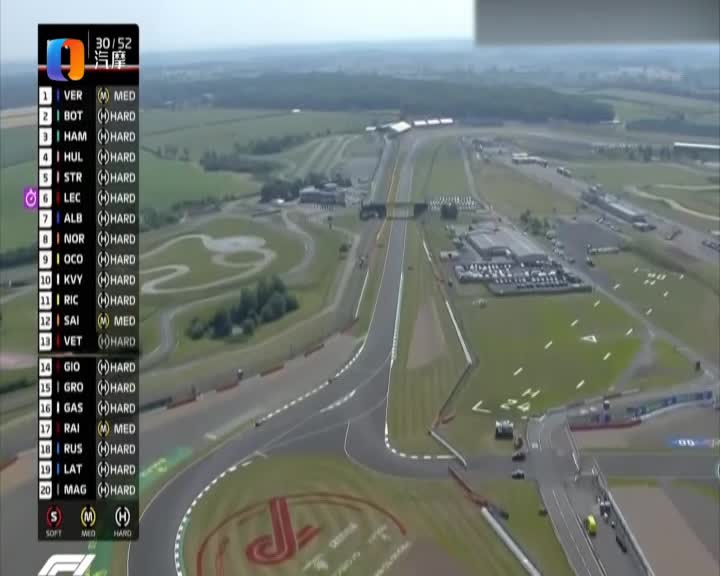 30/52
汽摩
1 VER M MED
2 BOT H HARD
3 HAM H HARD
4 HUL H HARD
5 STR H HARD
6 LEC H HARD
7 ALB H HARD
8 NOR H HARD
9 OCO H HARD
10 KVY H HARD
11 RIC H HARD
12 SAI M MED
13 VET H HARD
14 GIO H HARD
15 GRO H HARD
16 GAS H HARD
17 RAI M MED
18 RUS H HARD
19 LAT H HARD
20 MAG H HARD
S M H
SOFT MED HARD
F1